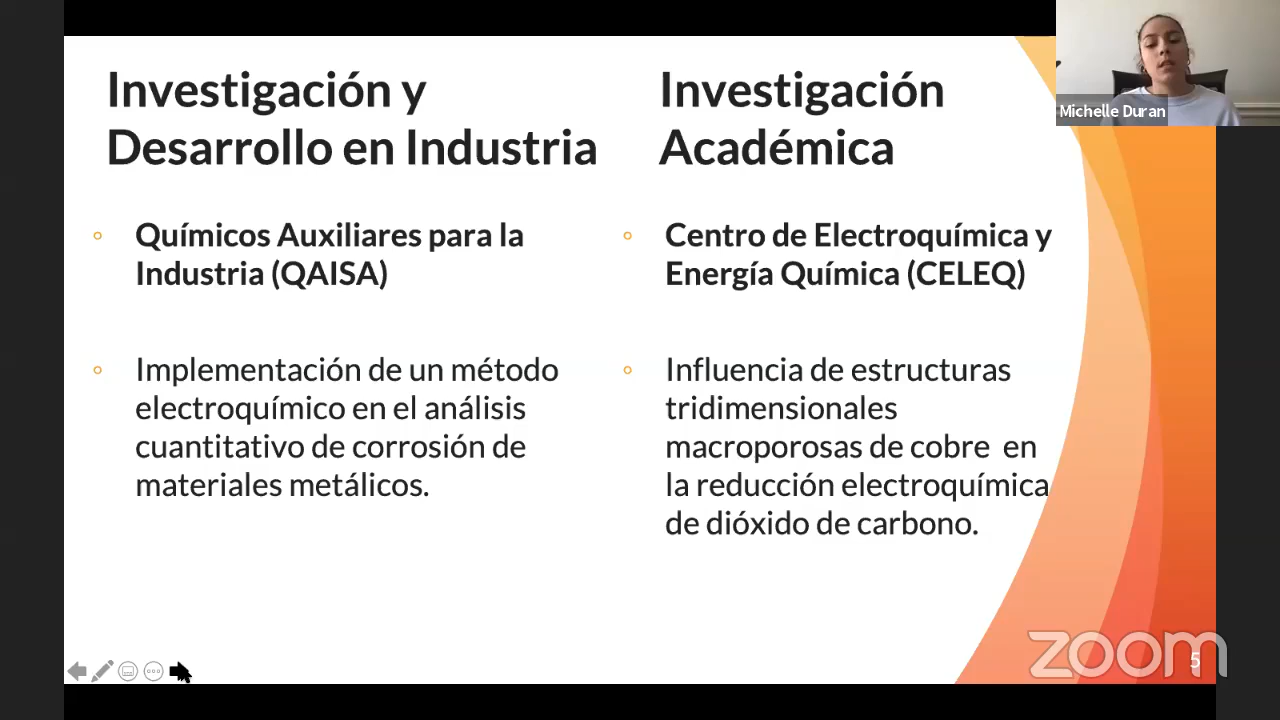 Investigación y
Desarrollo en Industria
Químicos Auxiliares para la
Industria (QAISA)
Implementación de un método
electroquímico en el análisis
cuantitativo de corrosión de
materiales metálicos.
Investigación
Académica
Centro de Electroquímica y
Energía Química (CELEQ)
Influencia de estructuras
tridimensionales
macroporosas de cobre en
la reducción electroquímica
de dióxido de carbono.
Michelle Duran
zoom
5